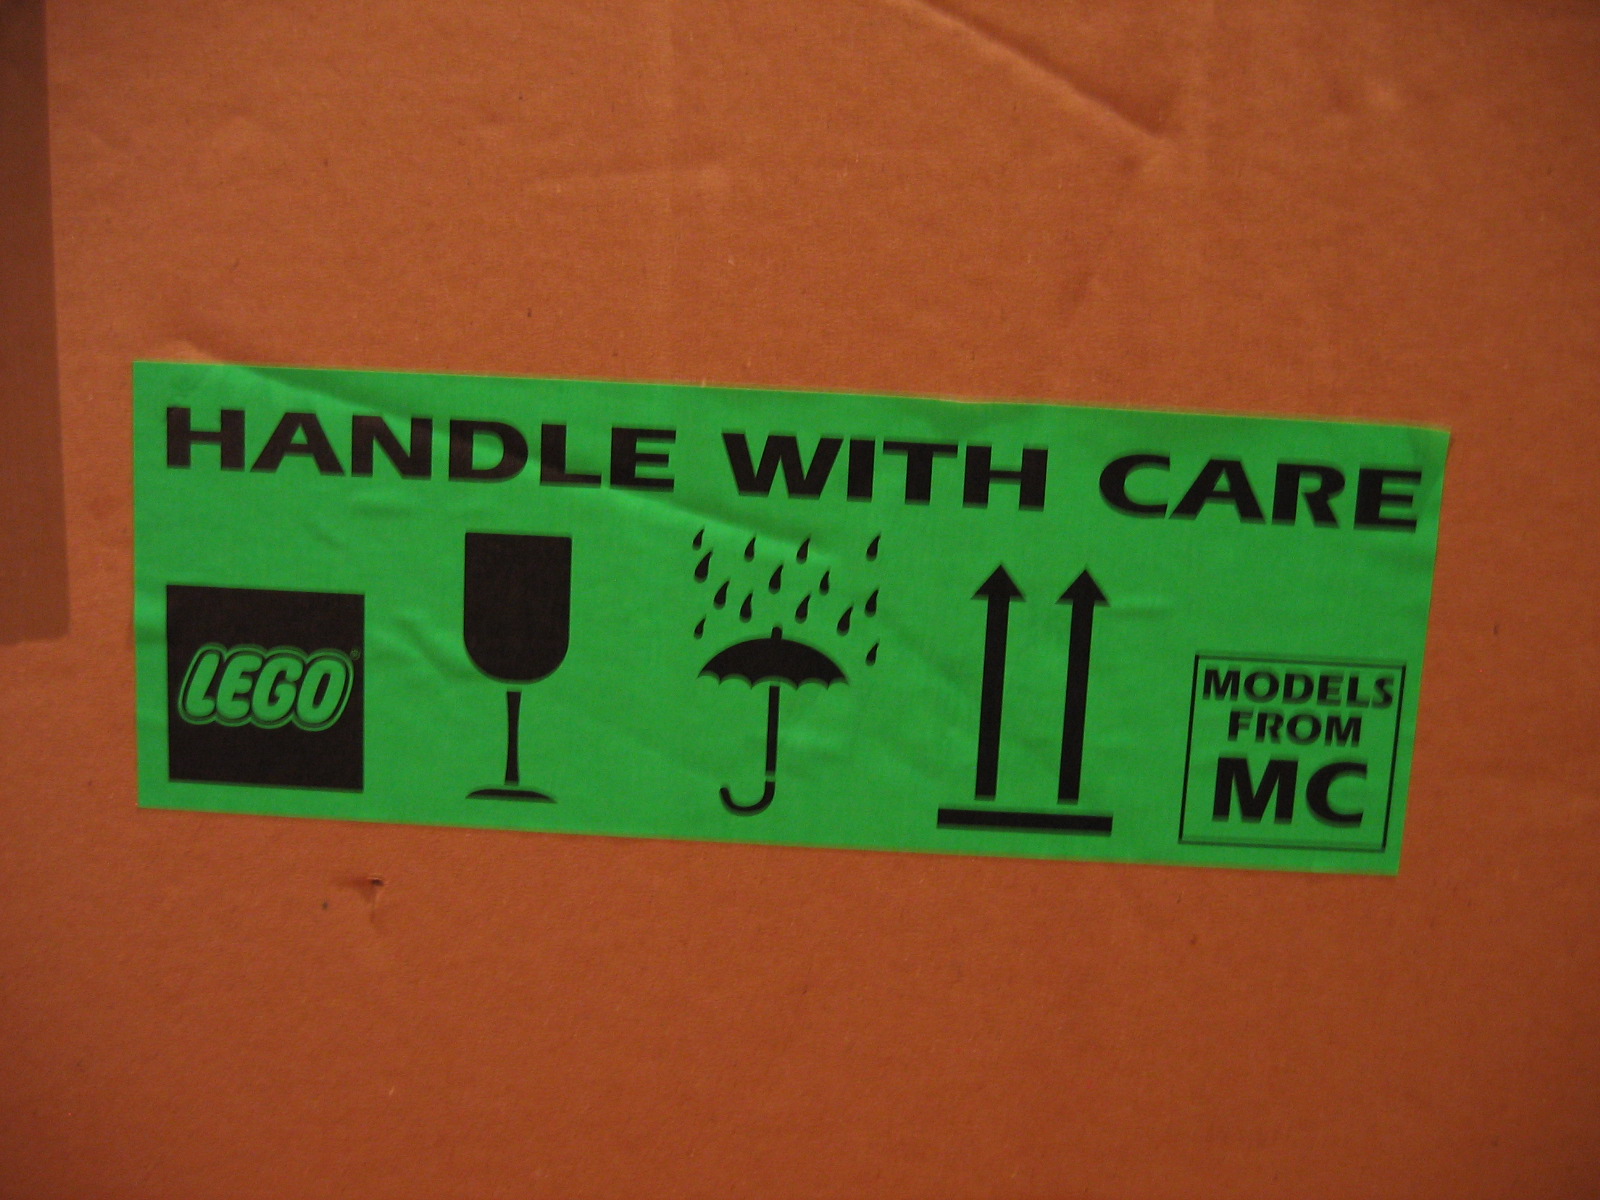 HANDLE WITH CARE
LEGO®
MODELS
FROM
MC